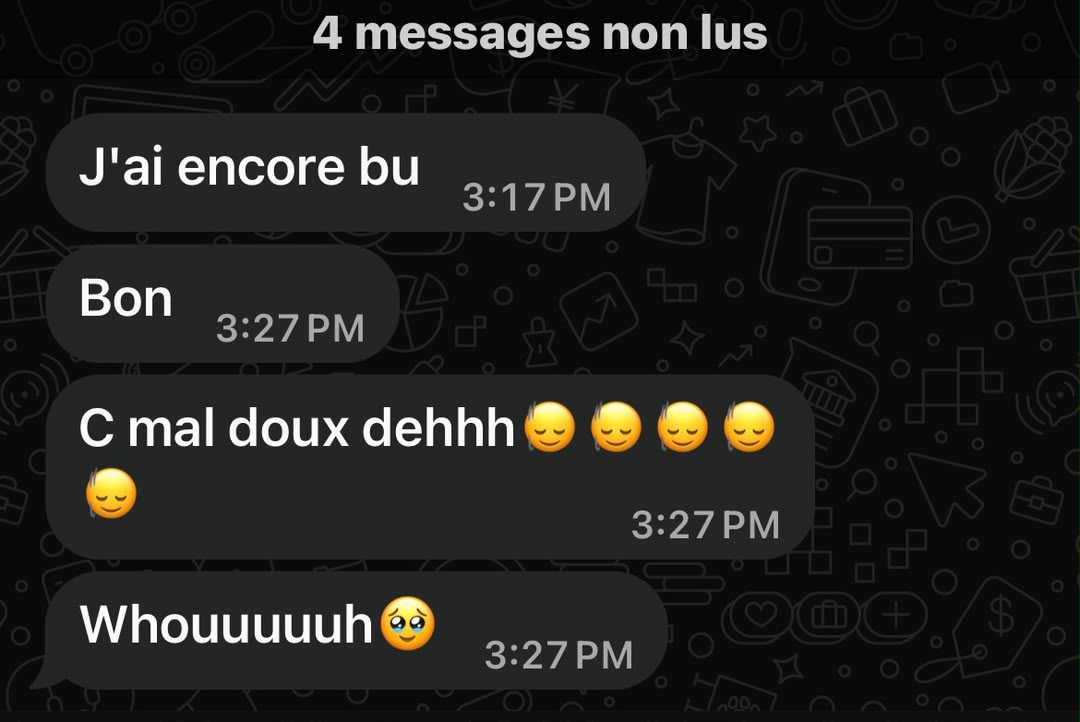 4 messages non lus
J'ai encore bu
3:17 PM
Bon
3:27 PM
C mal doux dehhh🙂‍↕️🙂‍↕️🙂‍↕️🙂‍↕️
🙂‍↕️
3:27 PM
Whouuuuuh🥹
3:27 PM